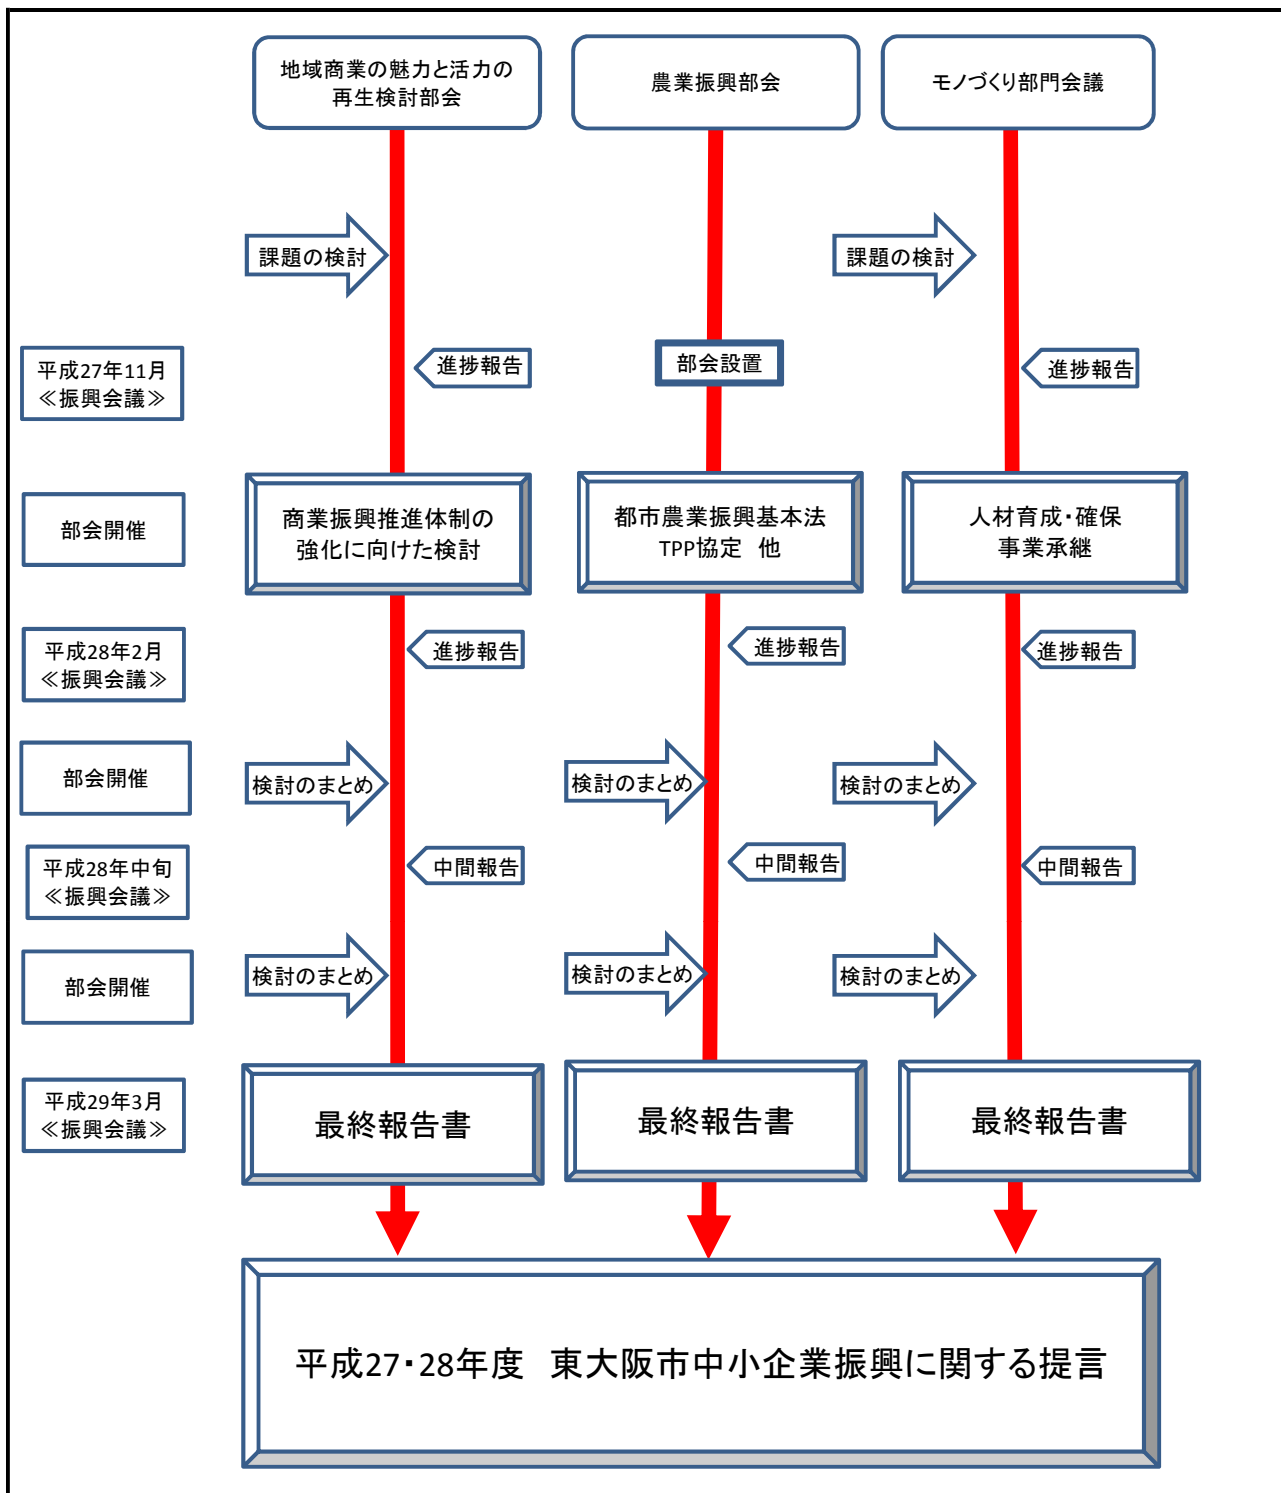 地域商業の魅力と活力の
再生検討部会
農業振興部会
モノづくり部門会議
課題の検討
課題の検討
平成27年11月
≪振興会議≫
進捗報告
部会設置
進捗報告
部会開催
商業振興推進体制の
強化に向けた検討
都市農業振興基本法
TPP協定　他
人材育成・確保
事業承継
平成28年2月
≪振興会議≫
進捗報告
進捗報告
進捗報告
部会開催
検討のまとめ
検討のまとめ
検討のまとめ
平成28年中旬
≪振興会議≫
中間報告
中間報告
中間報告
部会開催
検討のまとめ
検討のまとめ
検討のまとめ
平成29年3月
≪振興会議≫
最終報告書
最終報告書
最終報告書
平成27・28年度　東大阪市中小企業振興に関する提言